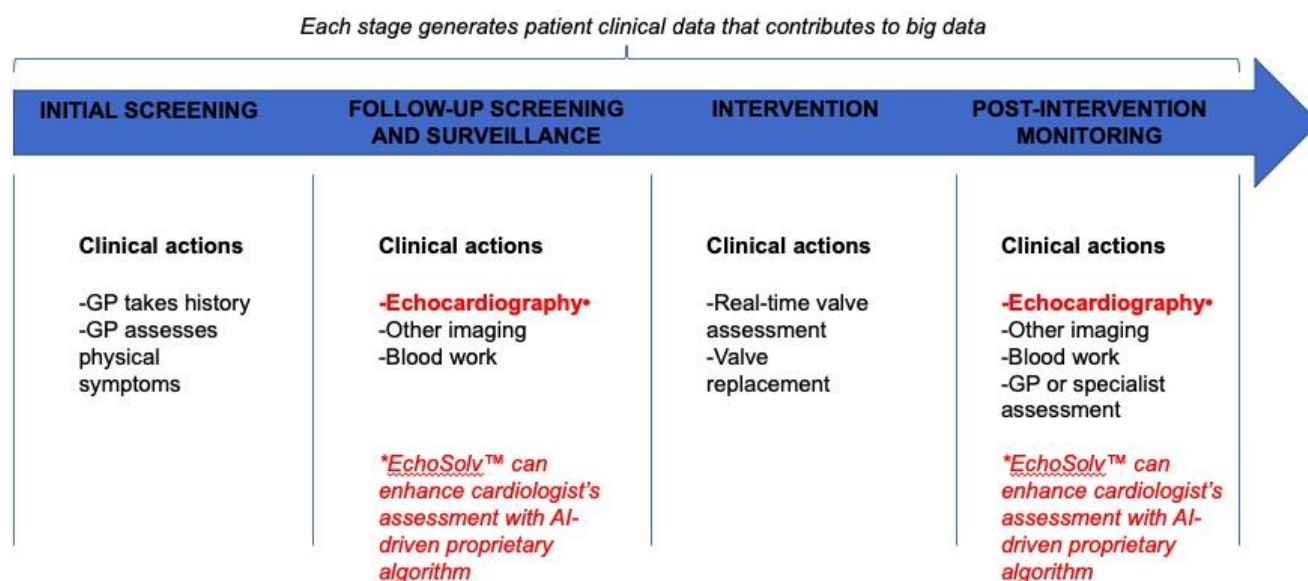 Each stage generates patient clinical data that contributes to big data
INITIAL SCREENING
FOLLOW-UP SCREENING
AND SURVEILLANCE
INTERVENTION
POST-INTERVENTION
MONITORING
Clinical actions
-GP takes history
-GP assesses
physical
symptoms
Clinical actions
-Echocardiography•
-Other imaging
-Blood work
*EchoSolv™ can
enhance cardiologist's
assessment with AI-
driven proprietary
algorithm
Clinical actions
-Real-time valve
assessment
-Valve
replacement
Clinical actions
-Echocardiography•
-Other imaging
-Blood work
-GP or specialist
assessment
*EchoSolv™ can
enhance cardiologist's
assessment with AI-
driven proprietary
algorithm